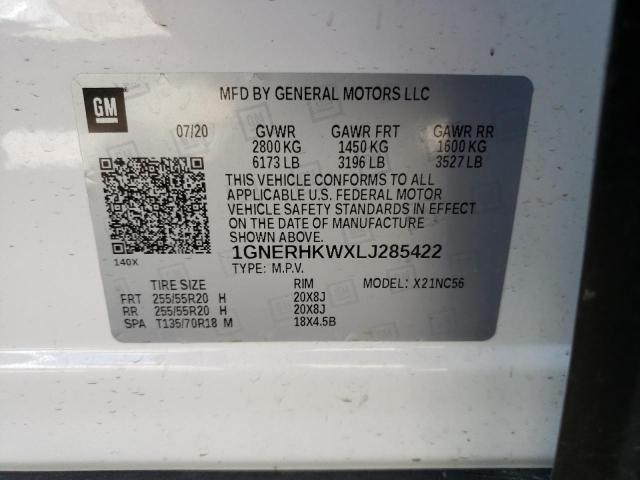 MFD BY GENERAL MOTORS LLC
GM
07/20 GVWR GAWR FRT GAWR RR
2800 KG 1450 KG 1600 KG
6173 LB 3196 LB 3527 LB
THIS VEHICLE CONFORMS TO ALL
APPLICABLE U.S. FEDERAL MOTOR
VEHICLE SAFETY STANDARDS IN EFFECT
ON THE DATE OF MANUFACTURE
SHOWN ABOVE.
1GNERHKWXLJ285422
140X
TYPE: M.P.V.
TIRE SIZE RIM MODEL: X21NC56
FRT 255/55R20 H 20X8J
RR 255/55R20 H 20X8J
SPA T135/70R18 M 18X4.5B